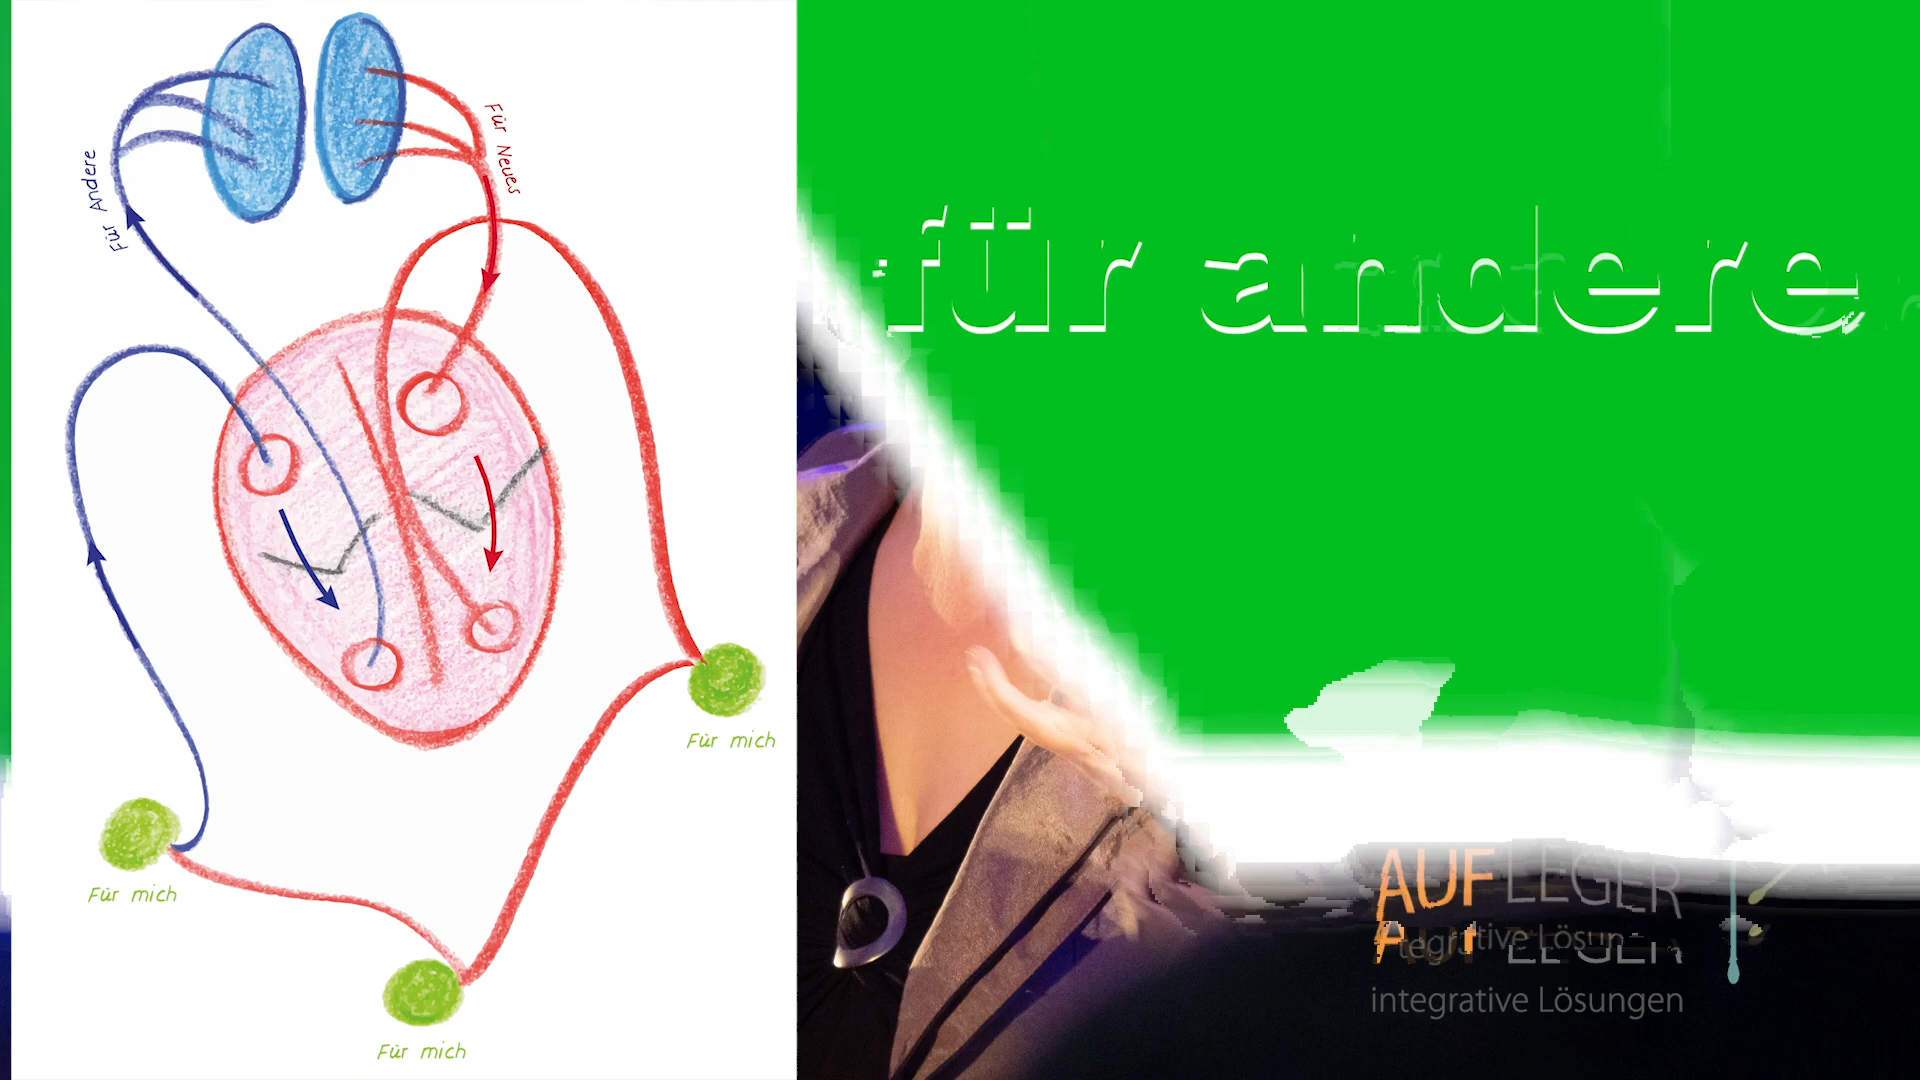 Für Neues
Für Andere
für andere
Für mich
Für mich
Für mich
AUFLEGER
integrative Lösungen